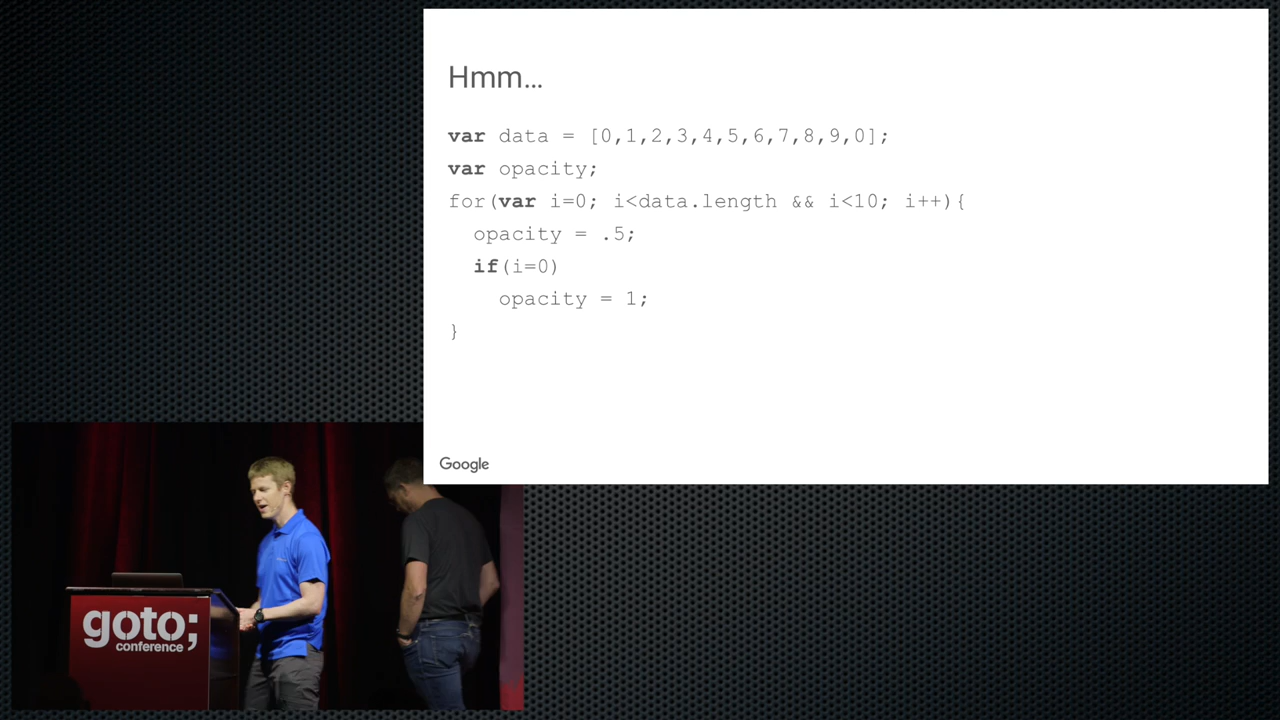 Hmm...
var data = [0,1,2,3,4,5,6,7,8,9,0];
var opacity;
for(var i=0; i<data.length && i<10; i++){
opacity = .5;
if(i=0)
opacity = 1;
}
Google
goto;
conference